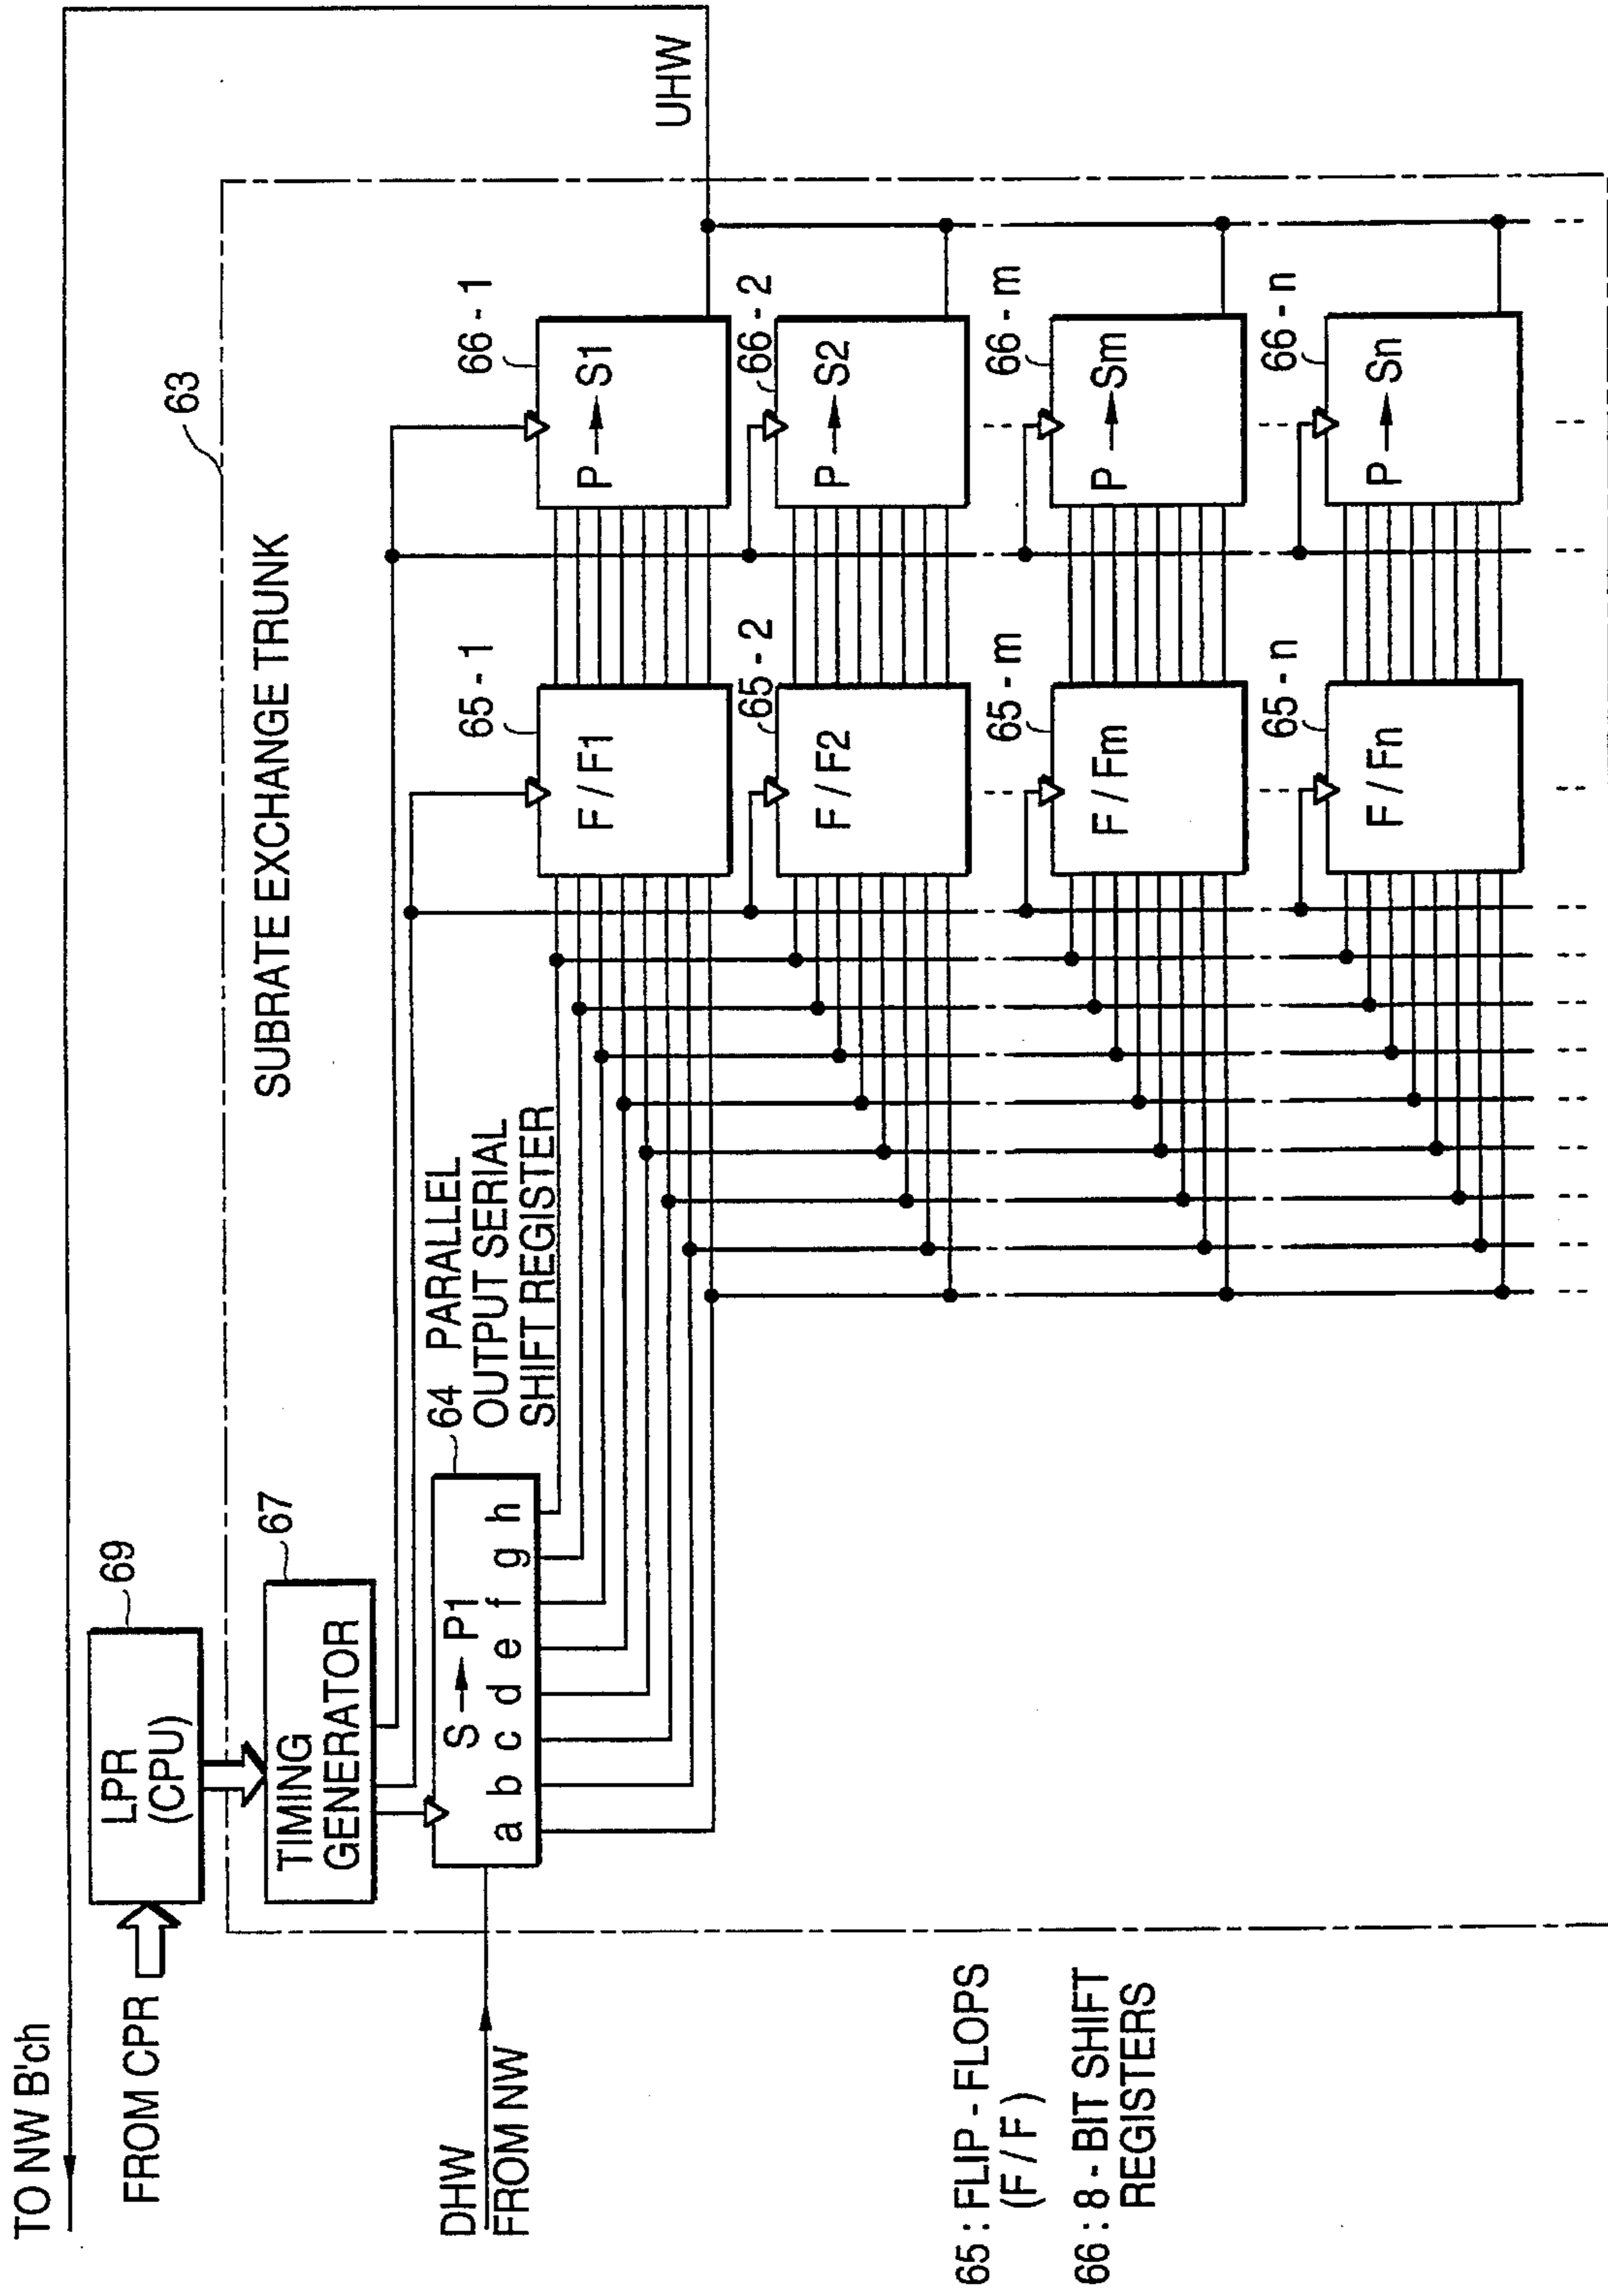 TO NW B'ch
FROM CPR
LPR
(CPU)
69
63
SUBRATE EXCHANGE TRUNK
UHW
TIMING
GENERATOR
67
DHW
FROM NW
S → P1
a b c d e f g h
64 PARALLEL
OUTPUT SERIAL
SHIFT REGISTER
65 - 1
F / F1
66 - 1
P → S1
65 - 2
F / F2
66 - 2
P → S2
65 - m
F / Fm
66 - m
P → Sm
65 - n
F / Fn
66 - n
P → Sn
65 : FLIP - FLOPS
(F / F)
66 : 8 - BIT SHIFT
REGISTERS